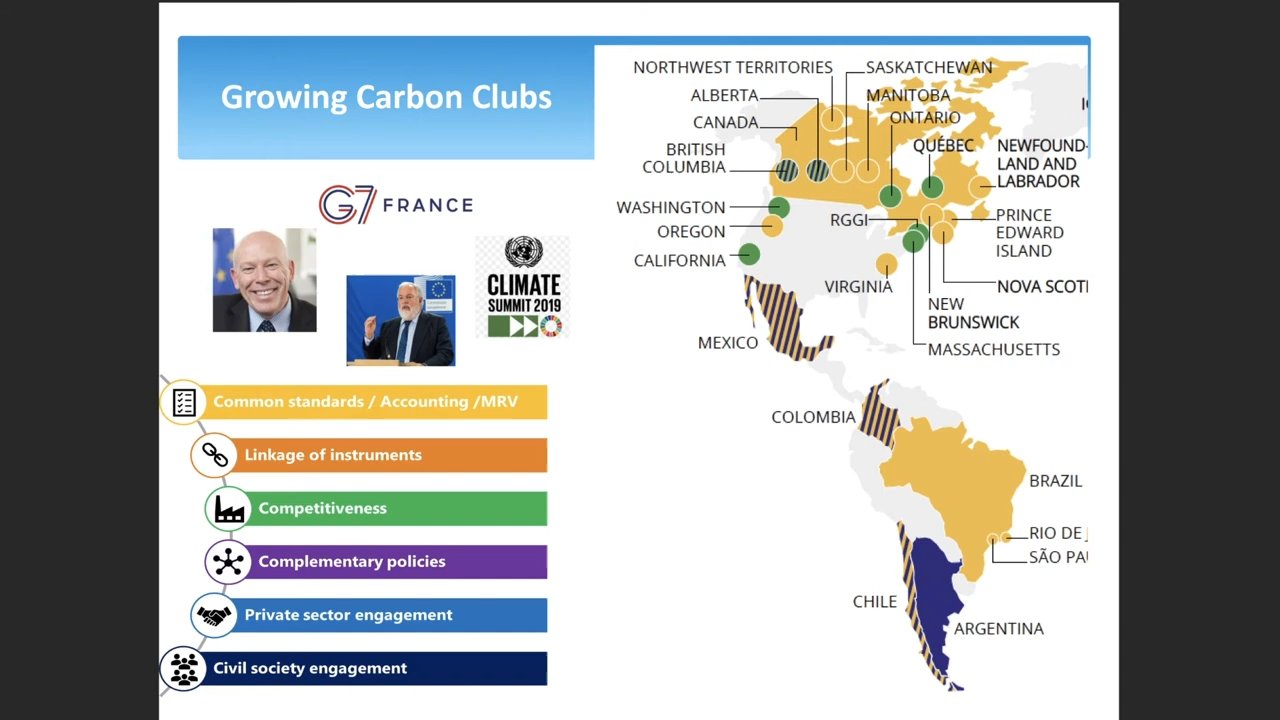 Growing Carbon Clubs
G7 FRANCE
CLIMATE
SUMMIT 2019
Common standards / Accounting /MRV
Linkage of instruments
Competitiveness
Complementary policies
Private sector engagement
Civil society engagement
NORTHWEST TERRITORIES
SASKATCHEWAN
ALBERTA
MANITOBA
CANADA
ONTARIO
BRITISH
COLUMBIA
QUÉBEC
NEWFOUND-
LAND AND
LABRADOR
WASHINGTON
RGGI
OREGON
PRINCE
EDWARD
ISLAND
CALIFORNIA
VIRGINIA
NOVA SCOTI
NEW
BRUNSWICK
MEXICO
MASSACHUSETTS
COLOMBIA
BRAZIL
RIO DE J
SÃO PAU
CHILE
ARGENTINA